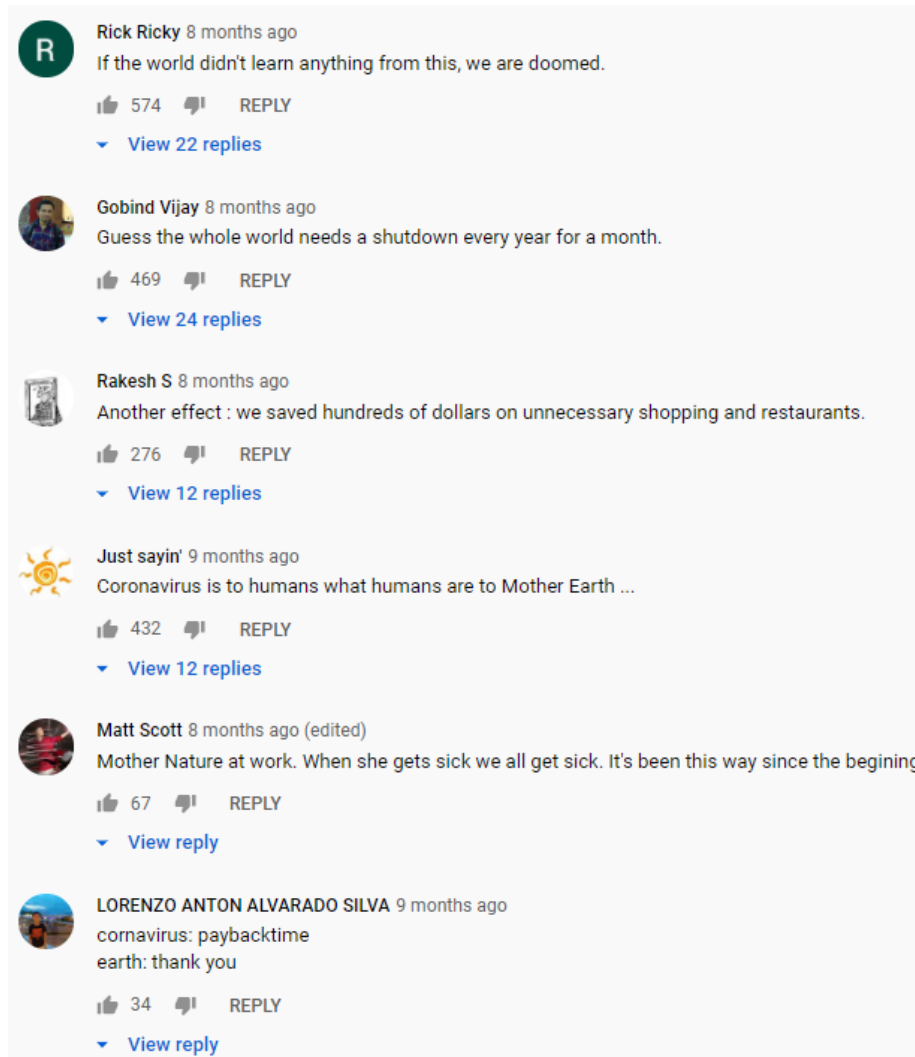 R
Rick Ricky 8 months ago
If the world didn't learn anything from this, we are doomed.
574 REPLY
View 22 replies
Gobind Vijay 8 months ago
Guess the whole world needs a shutdown every year for a month.
469 REPLY
View 24 replies
Rakesh S 8 months ago
Another effect : we saved hundreds of dollars on unnecessary shopping and restaurants.
276 REPLY
View 12 replies
Just sayin' 9 months ago
Coronavirus is to humans what humans are to Mother Earth ...
432 REPLY
View 12 replies
Matt Scott 8 months ago (edited)
Mother Nature at work. When she gets sick we all get sick. It's been this way since the begining
67 REPLY
View reply
LORENZO ANTON ALVARADO SILVA 9 months ago
cornavirus: paybacktime
earth: thank you
34 REPLY
View reply